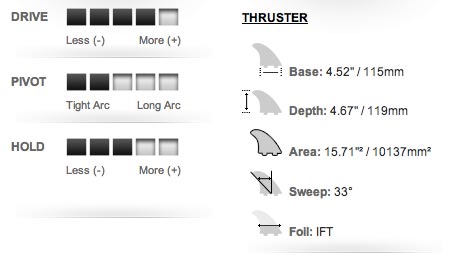 DRIVE
Less (-) More (+)
PIVOT
Tight Arc Long Arc
HOLD
Less (-) More (+)
THRUSTER
Base: 4.52" / 115mm
Depth: 4.67" / 119mm
Area: 15.71"² / 10137mm²
Sweep: 33°
Foil: IFT